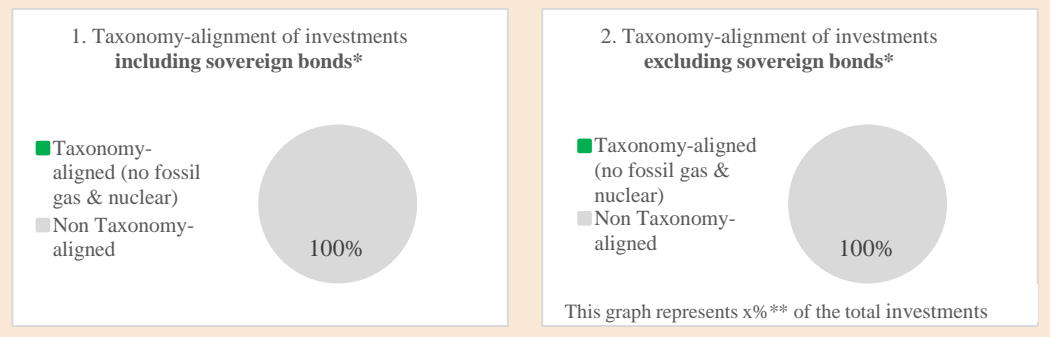 1. Taxonomy-alignment of investments
including sovereign bonds*
Taxonomy-
aligned (no fossil
gas & nuclear)
Non Taxonomy-
aligned
100%
2. Taxonomy-alignment of investments
excluding sovereign bonds*
Taxonomy-aligned
(no fossil gas &
nuclear)
Non Taxonomy-
aligned
100%
This graph represents x%** of the total investments